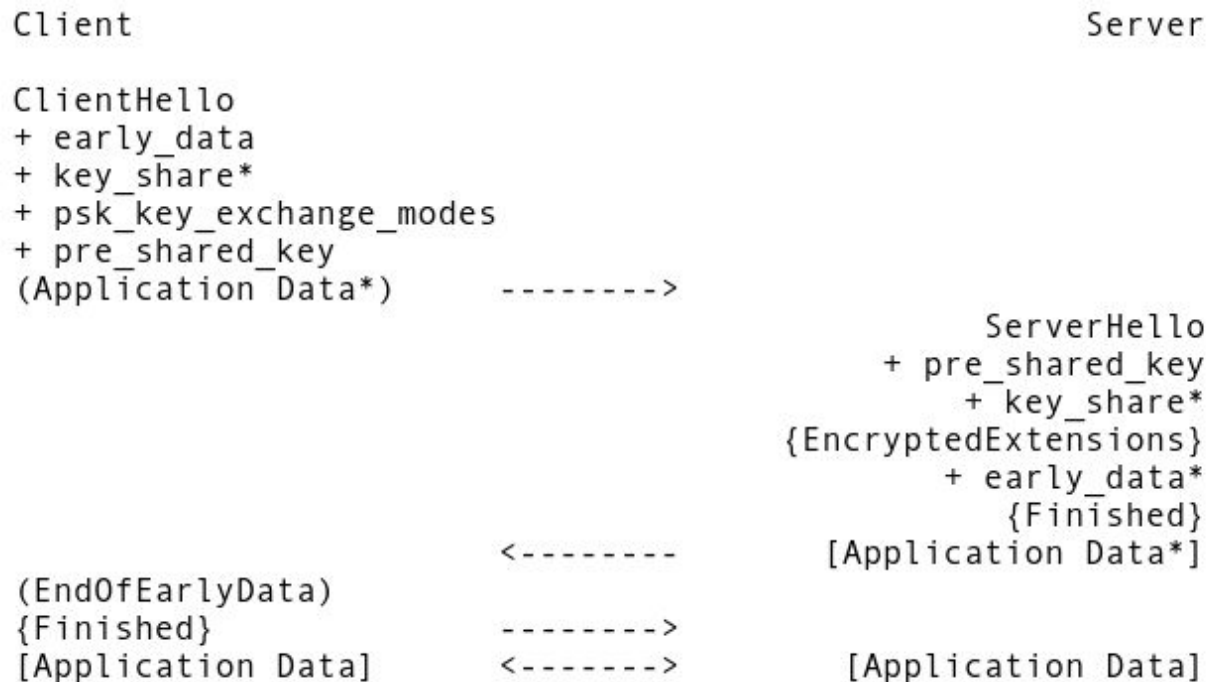 Client Server
ClientHello
+ early_data
+ key_share*
+ psk_key_exchange_modes
+ pre_shared_key
(Application Data*) -------->
ServerHello
+ pre_shared_key
+ key_share*
{EncryptedExtensions}
+ early_data*
{Finished}
<-------- [Application Data*]
(EndOfEarlyData)
{Finished} -------->
[Application Data] <-------> [Application Data]